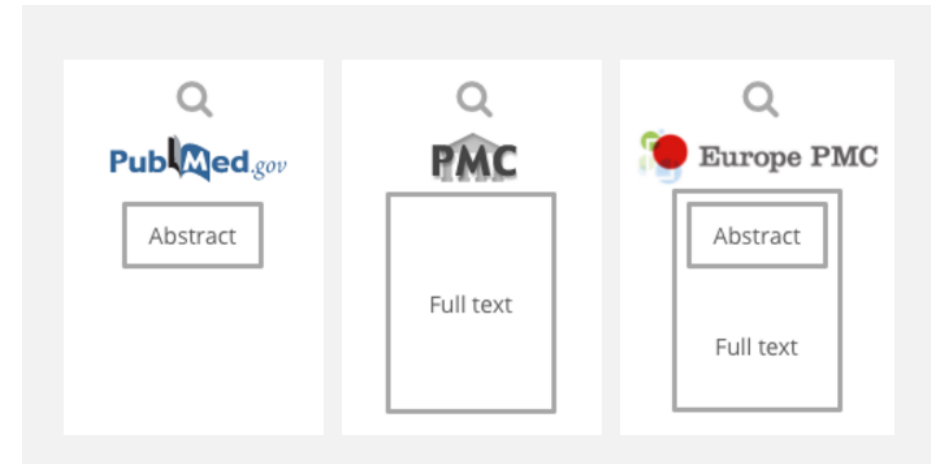 PubMed.gov
Abstract
PMC
Full text
Europe PMC
Abstract
Full text